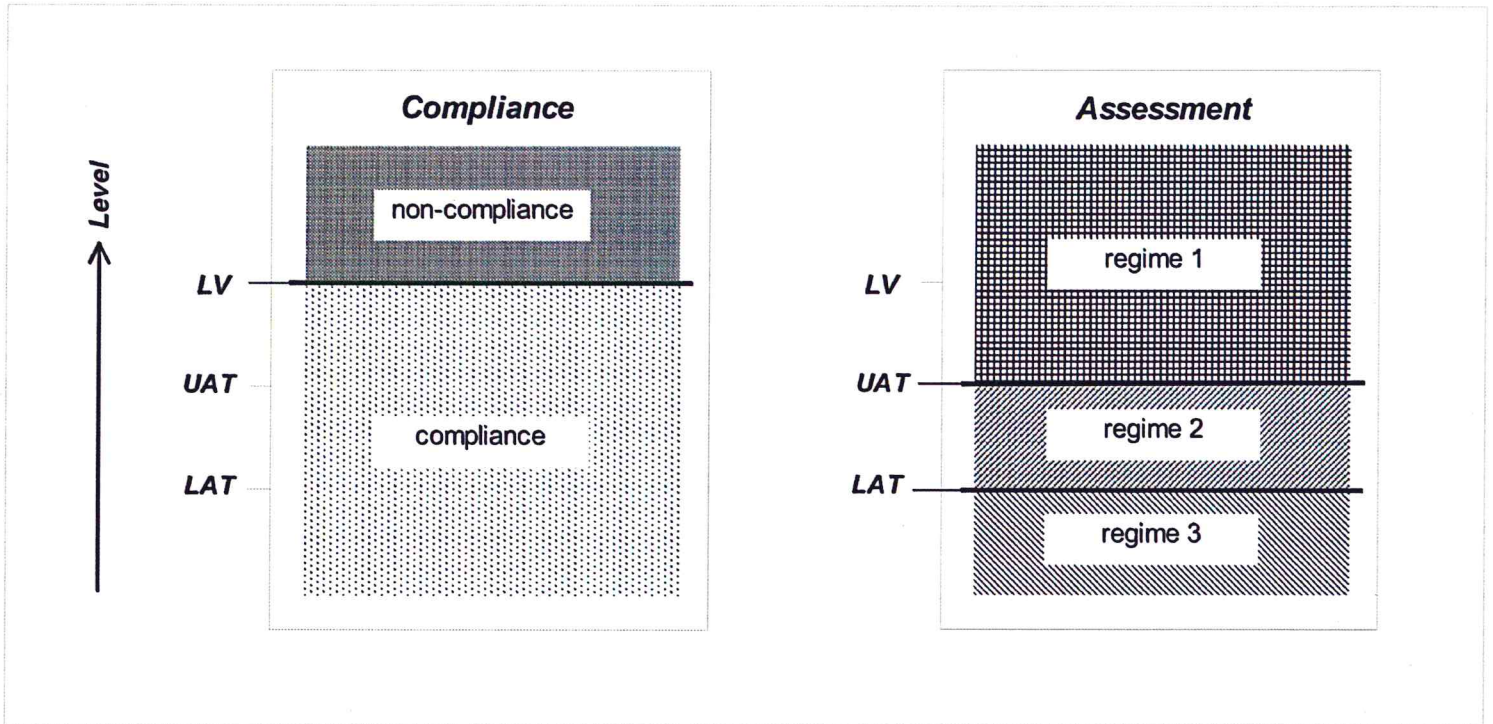 Level
Compliance
non-compliance
LV
UAT
compliance
LAT
Assessment
regime 1
LV
UAT
regime 2
LAT
regime 3